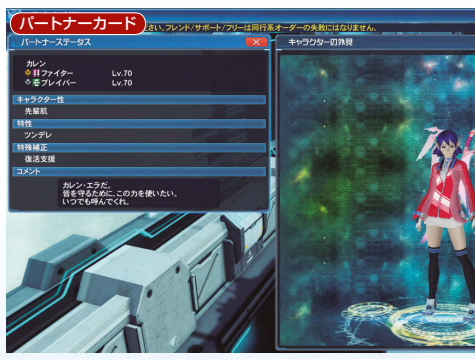 パートナーカード
さい。フレンド/サポート/フリーは同行系オーダーの失敗にはなりません。
パートナーステータス
キャラクターの外見
カレン
ファイター Lv.70
ブレイバー Lv.70
キャラクター性
先輩肌
特性
ツンデレ
特殊補正
復活支援
コメント
カレン・エラだ。
皆を守るために、この力を使いたい。
いつでも呼んでくれ。